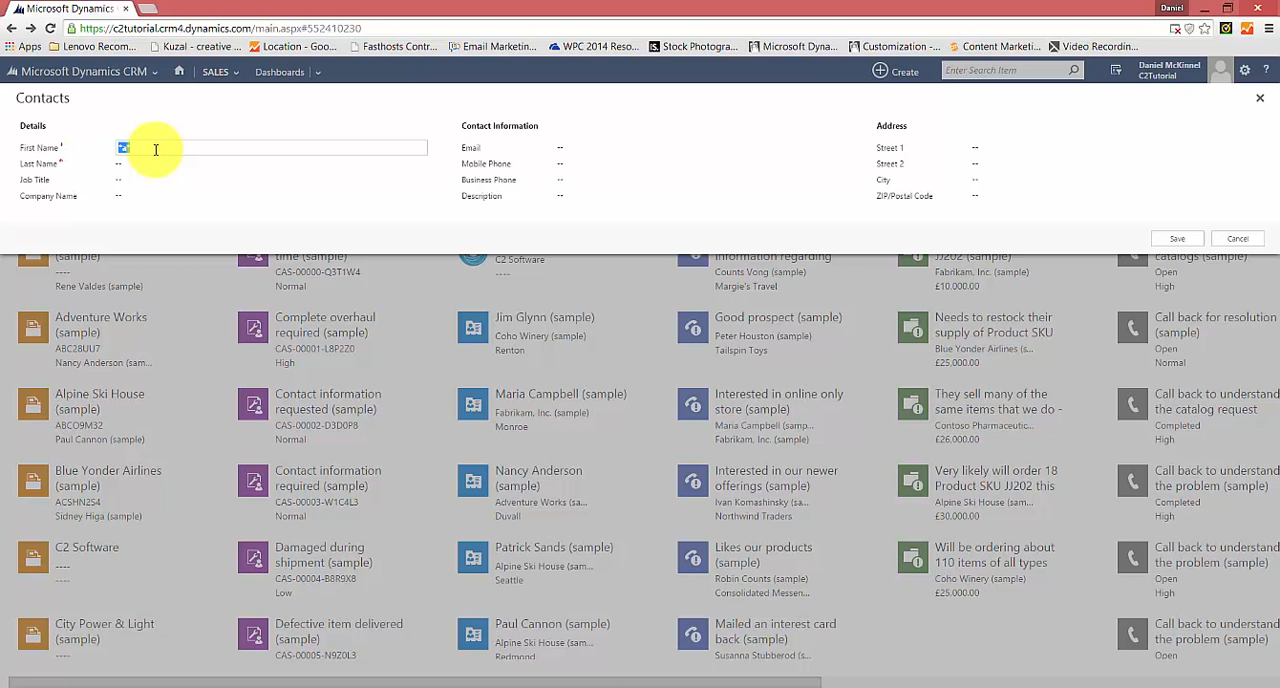 Microsoft Dynamics
Daniel
https://c2tutorial.crm4.dynamics.com/main.aspx#552410230
Apps
Lenovo Recom...
Kuzal - creative ...
Location - Goo...
Fasthosts Contr...
Email Marketin...
WPC 2014 Reso...
Stock Photogra...
Microsoft Dyna...
Customization -...
Content Marketi...
Video Recordin...
Microsoft Dynamics CRM
SALES
Dashboards
Create
Enter Search Item
Daniel McKinnel
C2Tutorial
?
Contacts
Details
First Name *
Last Name * --
Job Title --
Company Name --
Contact Information
Email --
Mobile Phone --
Business Phone --
Description --
Address
Street 1 --
Street 2 --
City --
ZIP/Postal Code --
Save
Cancel
(sample)
----
Rene Valdes (sample)
Adventure Works
(sample)
ABC28UU7
Nancy Anderson (sam...
Alpine Ski House
(sample)
ABCO9M32
Paul Cannon (sample)
Blue Yonder Airlines
(sample)
ACSHN2S4
Sidney Higa (sample)
C2 Software
----
----
City Power & Light
(sample)
----
time (sample)
CAS-00000-Q3T1W4
Normal
Complete overhaul
required (sample)
CAS-00001-L8P2Z0
High
Contact information
requested (sample)
CAS-00002-D3D0P8
Normal
Contact information
required (sample)
CAS-00003-W1C4L3
Normal
Damaged during
shipment (sample)
CAS-00004-B8R9X8
Low
Defective item delivered
(sample)
CAS-00005-N9Z0L3
C2 Software
----
Jim Glynn (sample)
Coho Winery (sample)
Renton
Maria Campbell (sample)
Fabrikam, Inc. (sample)
Monroe
Nancy Anderson
(sample)
Adventure Works (sa...
Duvall
Patrick Sands (sample)
Alpine Ski House (sam...
Seattle
Paul Cannon (sample)
Alpine Ski House (sam...
Redmond
information regarding
Counts Vong (sample)
Margie's Travel
Good prospect (sample)
Peter Houston (sample)
Tailspin Toys
Interested in online only
store (sample)
Maria Campbell (samp...
Fabrikam, Inc. (sample)
Interested in our newer
offerings (sample)
Ivan Komashinsky (sa...
Northwind Traders
Likes our products
(sample)
Robin Counts (sample)
Consolidated Messen...
Mailed an interest card
back (sample)
Susanna Stubberod (s...
JJ202 (sample)
Fabrikam, Inc. (sample)
£10,000.00
Needs to restock their
supply of Product SKU
Blue Yonder Airlines (s...
£25,000.00
They sell many of the
same items that we do -
Contoso Pharmaceutic...
£26,000.00
Very likely will order 18
Product SKU JJ202 this
Alpine Ski House (sam...
£30,000.00
Will be ordering about
110 items of all types
Coho Winery (sample)
£25,000.00
catalogs (sample)
Open
High
Call back for resolution
(sample)
Open
Normal
Call back to understand
the catalog request
Completed
High
Call back to understand
the problem (sample)
Completed
High
Call back to understand
the problem (sample)
Open
High
Call back to understand
the problem (sample)
Open